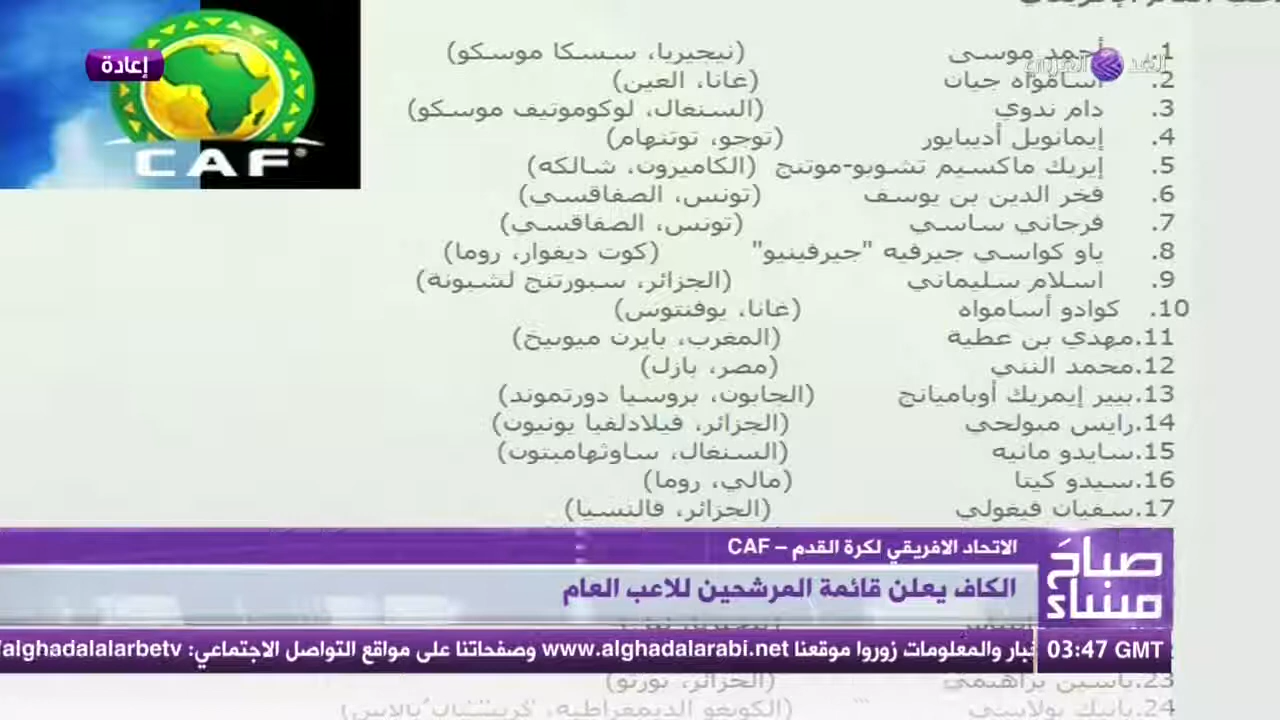 إعادة
CAF
الغد العربي
1. أحمد موسى (نيجيريا، سسكا موسكو)
2. أسامواه جيان (غانا، العين)
3. دام ندوي (السنغال، لوكوموتيف موسكو)
4. إيمانويل أديبايور (توجو، توتنهام)
5. إيريك ماكسيم تشوبو-موتنج (الكاميرون، شالكه)
6. فخر الدين بن يوسف (تونس، الصفاقسي)
7. فرجاني ساسي (تونس، الصفاقسي)
8. ياو كواسي جيرفيه "جيرفينيو" (كوت ديفوار، روما)
9. اسلام سليماني (الجزائر، سبورتنج لشبونة)
10. كوادو أسامواه (غانا، يوفنتوس)
11.مهدي بن عطية (المغرب، بايرن ميونيخ)
12.محمد النني (مصر، بازل)
13.بيير إيمريك أوباميانج (الجابون، بروسيا دورتموند)
14.رايس مبولحي (الجزائر، فيلادلفيا يونيون)
15.سايدو مانيه (السنغال، ساوثهامبتون)
16.سيدو كيتا (مالي، روما)
17.سفيان فيغولي (الجزائر، فالنسيا)
الاتحاد الافريقي لكرة القدم – CAF
الكاف يعلن قائمة المرشحين للاعب العام
صباح مساء
03:47 GMT
والمعلومات زوروا موقعنا www.alghadalarabi.net وصفحاتنا على مواقع التواصل الاجتماعي: alghadalalarbetv
23.ياسين براهيمي (الجزائر، بورتو)
24.يانيك بولاسي (الكونغو الديمقراطية، كريستال بالاس)